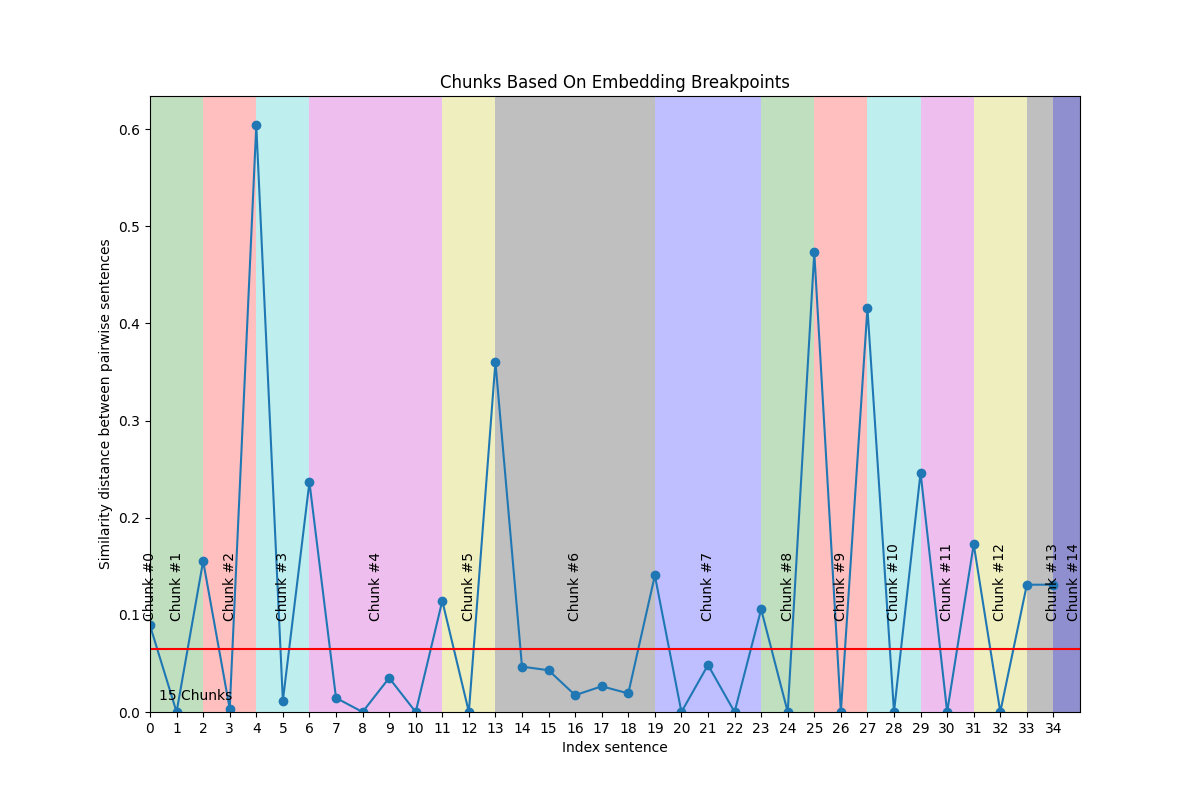 Chunks Based On Embedding Breakpoints
Similarity distance between pairwise sentences
0.6
0.5
0.4
0.3
0.2
0.1
0.0
Chunk #0
Chunk #1
Chunk #2
Chunk #3
Chunk #4
Chunk #5
Chunk #6
Chunk #7
Chunk #8
Chunk #9
Chunk #10
Chunk #11
Chunk #12
Chunk #13
Chunk #14
15 Chunks
0 1 2 3 4 5 6 7 8 9 10 11 12 13 14 15 16 17 18 19 20 21 22 23 24 25 26 27 28 29 30 31 32 33 34
Index sentence